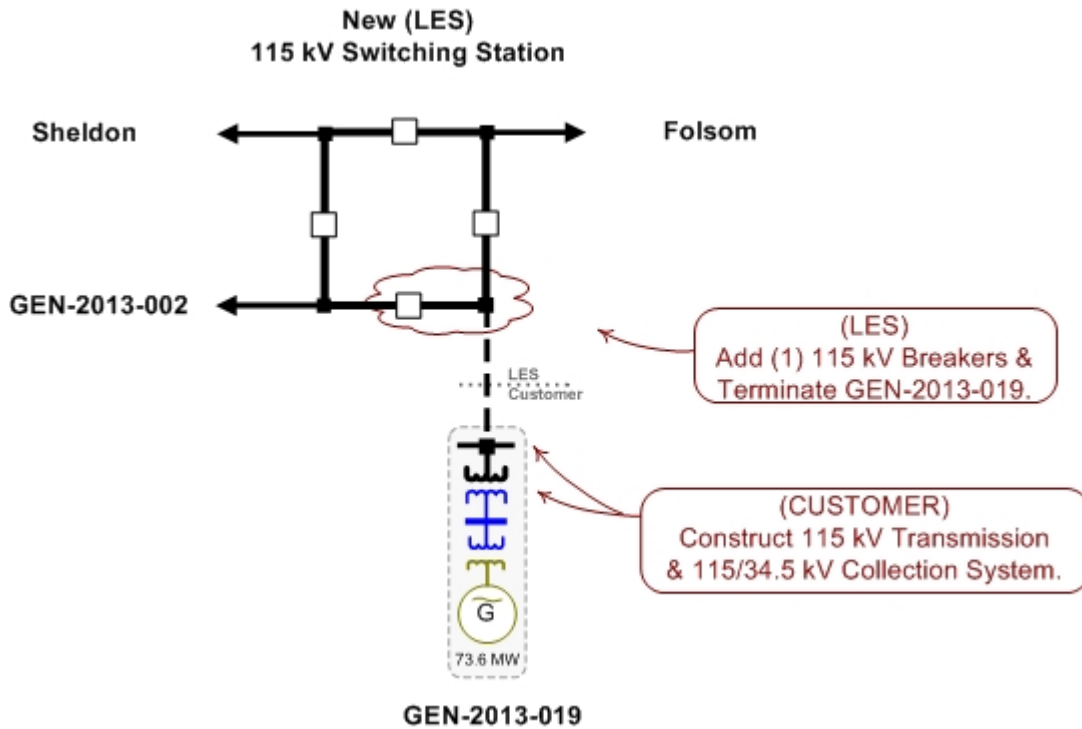 New (LES)
115 kV Switching Station
Sheldon
Folsom
GEN-2013-002
(LES)
Add (1) 115 kV Breakers &
Terminate GEN-2013-019.
LES
Customer
(CUSTOMER)
Construct 115 kV Transmission
& 115/34.5 kV Collection System.
G
73.6 MW
GEN-2013-019